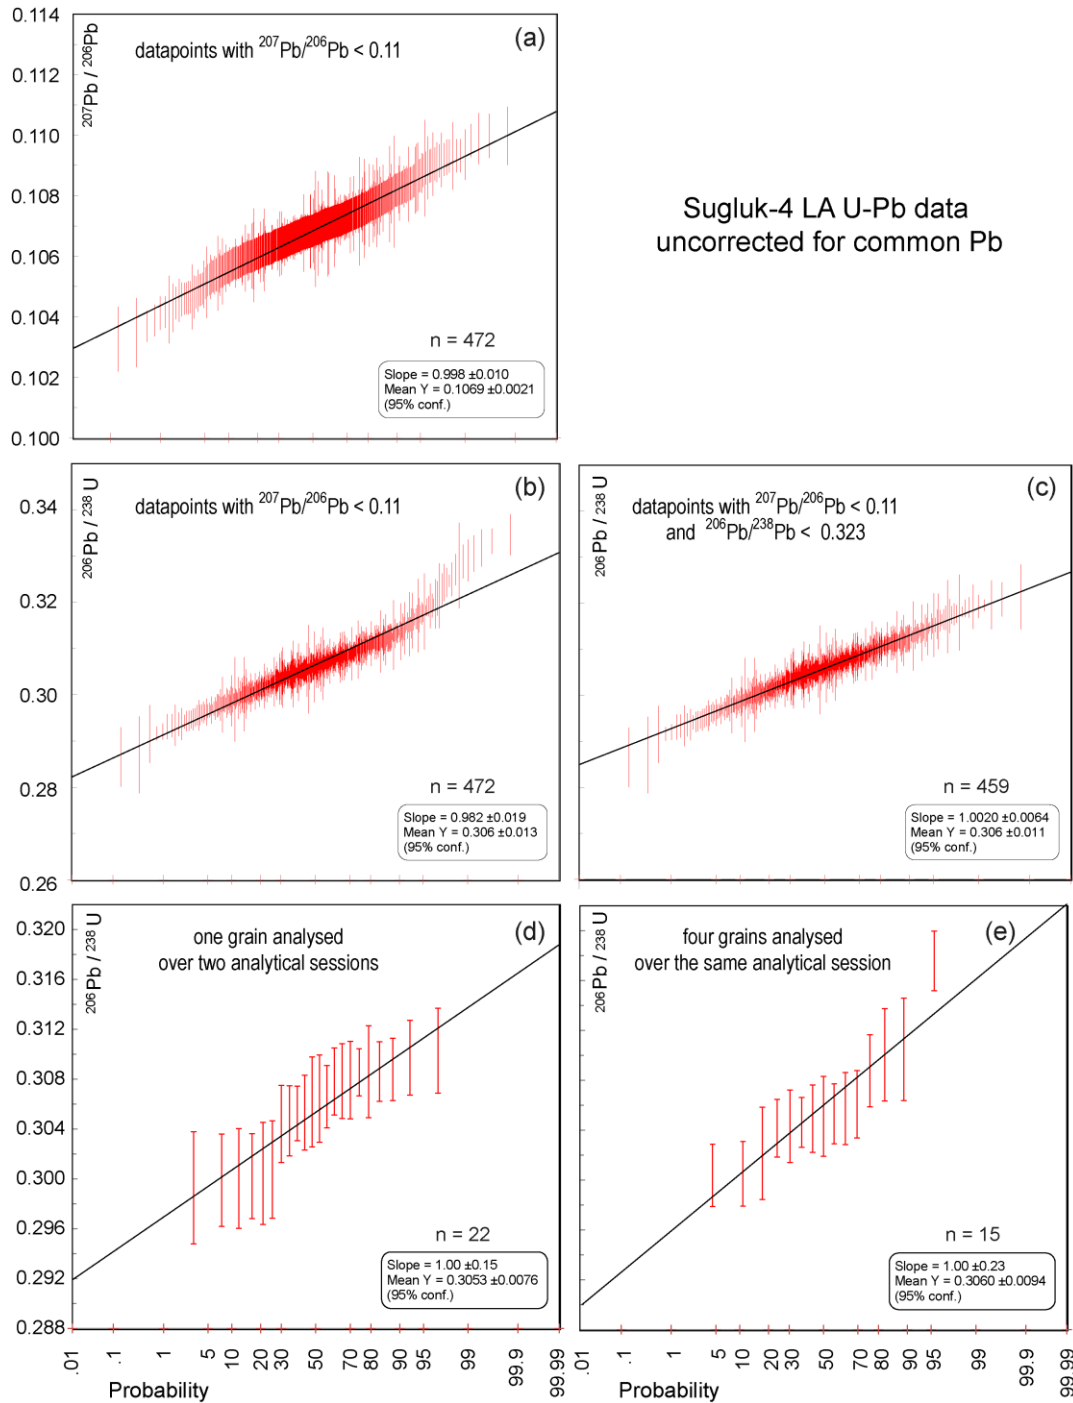 0.114
0.112
0.110
0.108
0.106
0.104
0.102
0.100
²⁰⁷Pb / ²⁰⁶Pb
datapoints with ²⁰⁷Pb/²⁰⁶Pb < 0.11
(a)
n = 472
Slope = 0.998 ±0.010
Mean Y = 0.1069 ±0.0021
(95% conf.)
Sugluk-4 LA U-Pb data
uncorrected for common Pb
0.34
0.32
0.30
0.28
0.26
²⁰⁶Pb / ²³⁸U
datapoints with ²⁰⁷Pb/²⁰⁶Pb < 0.11
(b)
n = 472
Slope = 0.982 ±0.019
Mean Y = 0.306 ±0.013
(95% conf.)
²⁰⁶Pb / ²³⁸U
datapoints with ²⁰⁷Pb/²⁰⁶Pb < 0.11
and ²⁰⁶Pb/²³⁸Pb < 0.323
(c)
n = 459
Slope = 1.0020 ±0.0064
Mean Y = 0.306 ±0.011
(95% conf.)
0.320
0.316
0.312
0.308
0.304
0.300
0.296
0.292
0.288
²⁰⁶Pb / ²³⁸U
one grain analysed
over two analytical sessions
(d)
n = 22
Slope = 1.00 ±0.15
Mean Y = 0.3053 ±0.0076
(95% conf.)
.01 .1 1 5 10 20 30 50 70 80 90 95 99 99.9 99.99
Probability
²⁰⁶Pb / ²³⁸U
four grains analysed
over the same analytical session
(e)
n = 15
Slope = 1.00 ±0.23
Mean Y = 0.3060 ±0.0094
(95% conf.)
.01 .1 1 5 10 20 30 50 70 80 90 95 99 99.9 99.99
Probability